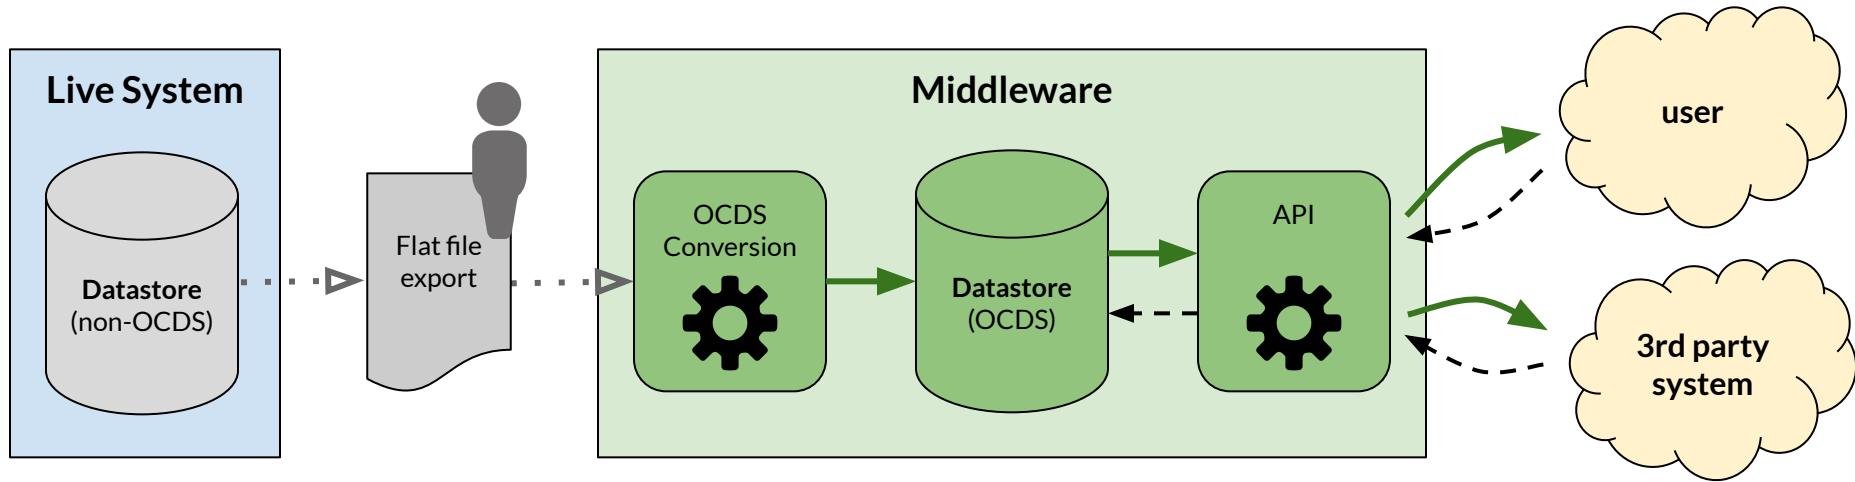 Live System
Datastore
(non-OCDS)
Flat file
export
Middleware
OCDS
Conversion
Datastore
(OCDS)
API
user
3rd party
system